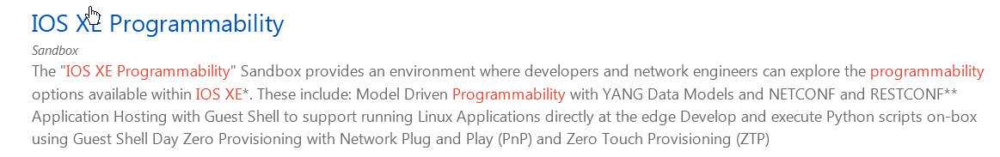 IOS XE Programmability
Sandbox
The "IOS XE Programmability" Sandbox provides an environment where developers and network engineers can explore the programmability
options available within IOS XE*. These include: Model Driven Programmability with YANG Data Models and NETCONF and RESTCONF**
Application Hosting with Guest Shell to support running Linux Applications directly at the edge Develop and execute Python scripts on-box
using Guest Shell Day Zero Provisioning with Network Plug and Play (PnP) and Zero Touch Provisioning (ZTP)